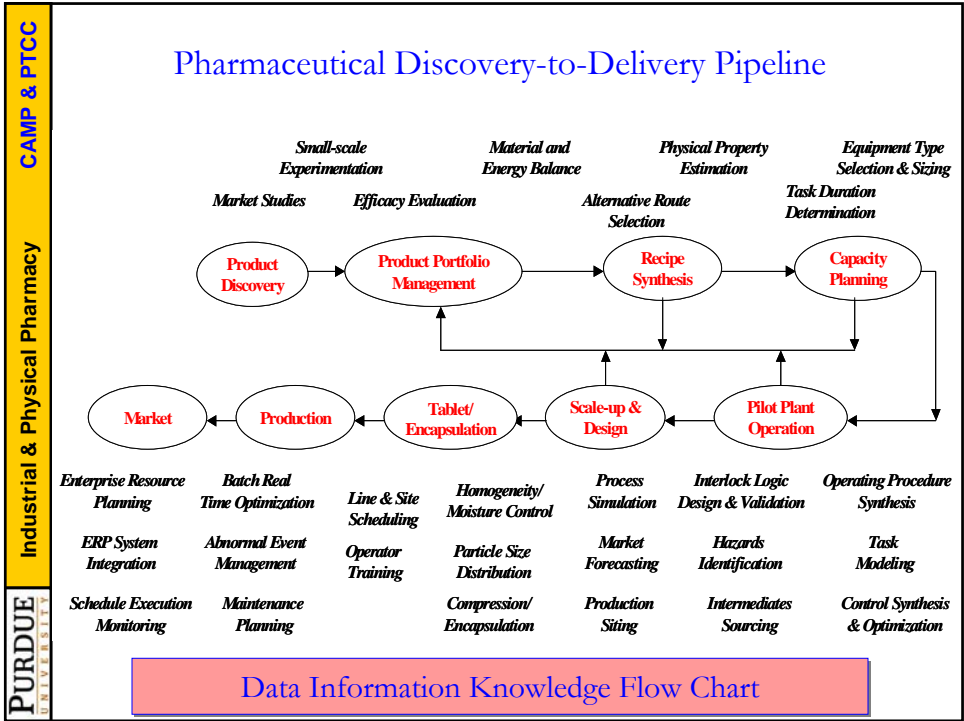 CAMP & PTCC
Industrial & Physical Pharmacy
PURDUE
UNIVERSITY
Pharmaceutical Discovery-to-Delivery Pipeline
Small-scale
Experimentation
Material and
Energy Balance
Physical Property
Estimation
Equipment Type
Selection & Sizing
Market Studies
Efficacy Evaluation
Alternative Route
Selection
Task Duration
Determination
Product
Discovery
Product Portfolio
Management
Recipe
Synthesis
Capacity
Planning
Market
Production
Tablet/
Encapsulation
Scale-up &
Design
Pilot Plant
Operation
Enterprise Resource
Planning
Batch Real
Time Optimization
Line & Site
Scheduling
Homogeneity/
Moisture Control
Process
Simulation
Interlock Logic
Design & Validation
Operating Procedure
Synthesis
ERP System
Integration
Abnormal Event
Management
Operator
Training
Particle Size
Distribution
Market
Forecasting
Hazards
Identification
Task
Modeling
Schedule Execution
Monitoring
Maintenance
Planning
Compression/
Encapsulation
Production
Siting
Intermediates
Sourcing
Control Synthesis
& Optimization
Data Information Knowledge Flow Chart